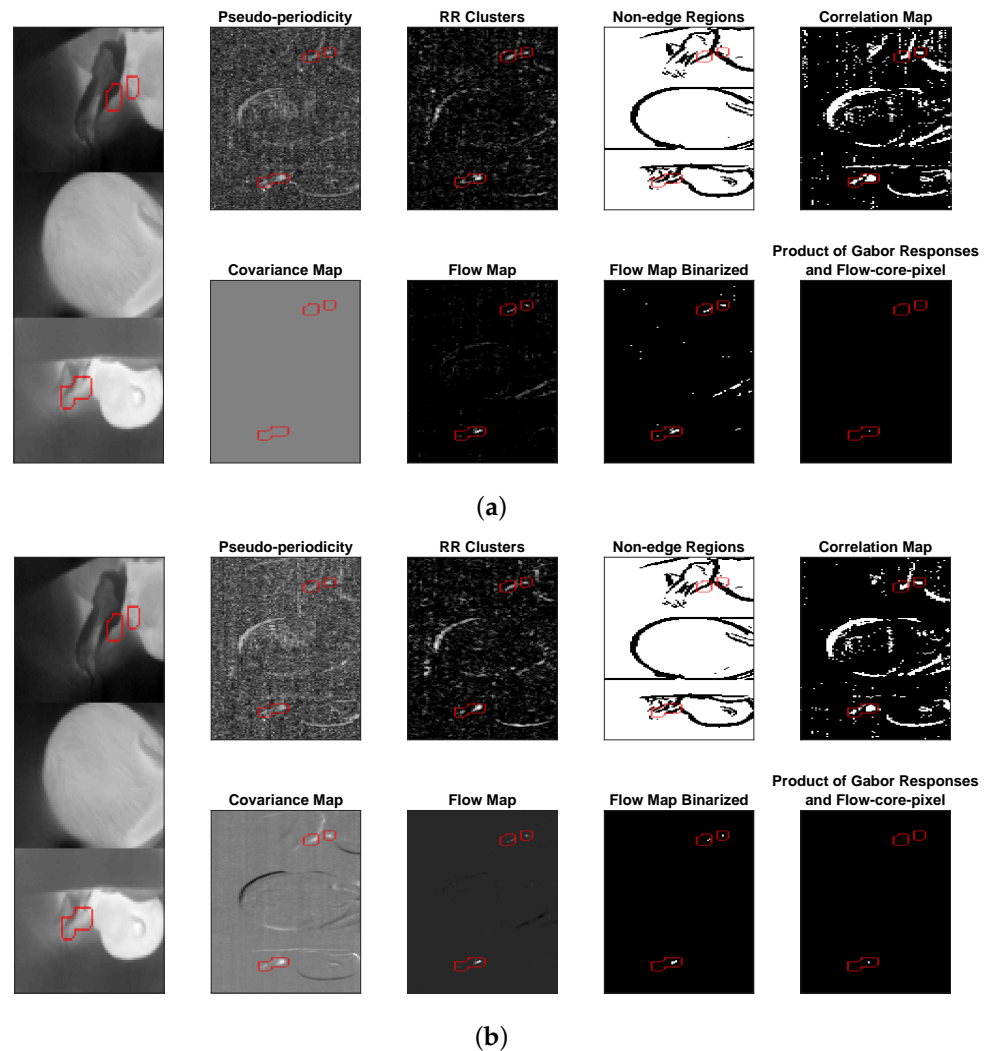 Pseudo-periodicity RR Clusters Non-edge Regions Correlation Map
Covariance Map Flow Map Flow Map Binarized Product of Gabor Responses
and Flow-core-pixel
(a)
Pseudo-periodicity RR Clusters Non-edge Regions Correlation Map
Covariance Map Flow Map Flow Map Binarized Product of Gabor Responses
and Flow-core-pixel
(b)